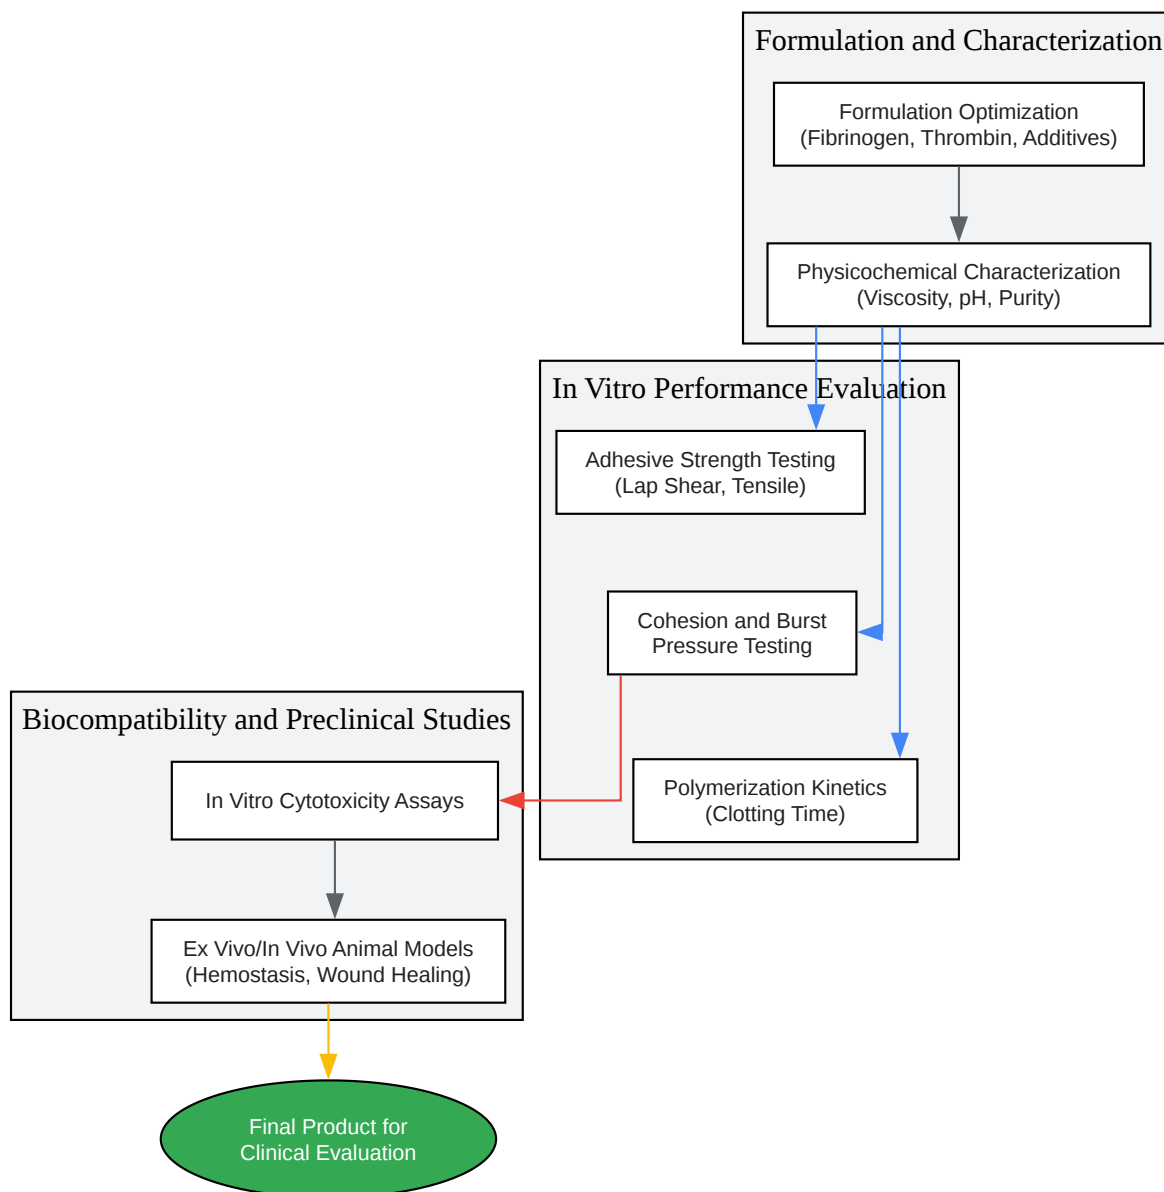 Formulation and Characterization
Formulation Optimization
(Fibrinogen, Thrombin, Additives)
Physicochemical Characterization
(Viscosity, pH, Purity)
In Vitro Performance Evaluation
Adhesive Strength Testing
(Lap Shear, Tensile)
Cohesion and Burst
Pressure Testing
Polymerization Kinetics
(Clotting Time)
Biocompatibility and Preclinical Studies
In Vitro Cytotoxicity Assays
Ex Vivo/In Vivo Animal Models
(Hemostasis, Wound Healing)
Final Product for
Clinical Evaluation